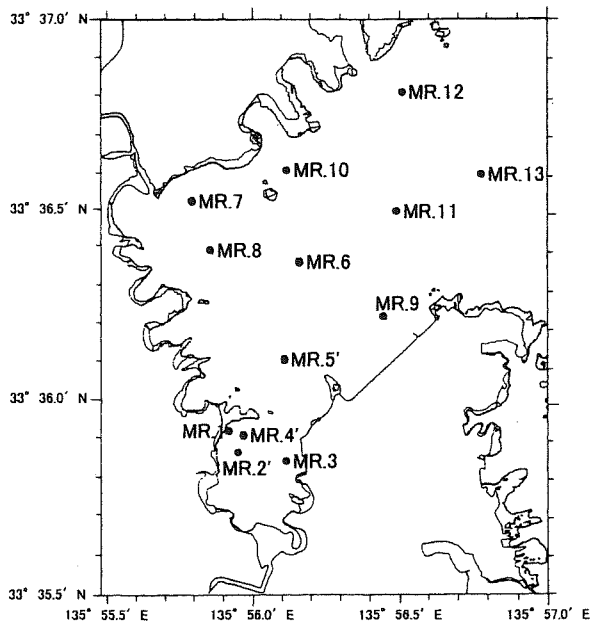 33° 37.0' N
MR.12
MR.10
MR.13
MR.7
33° 36.5' N
MR.11
MR.8
MR.6
MR.9
MR.5'
33° 36.0' N
MR.
MR.4'
MR.2'
MR.3
33° 35.5' N
135° 55.5' E
135° 56.0' E
135° 56.5' E
135° 57.0' E